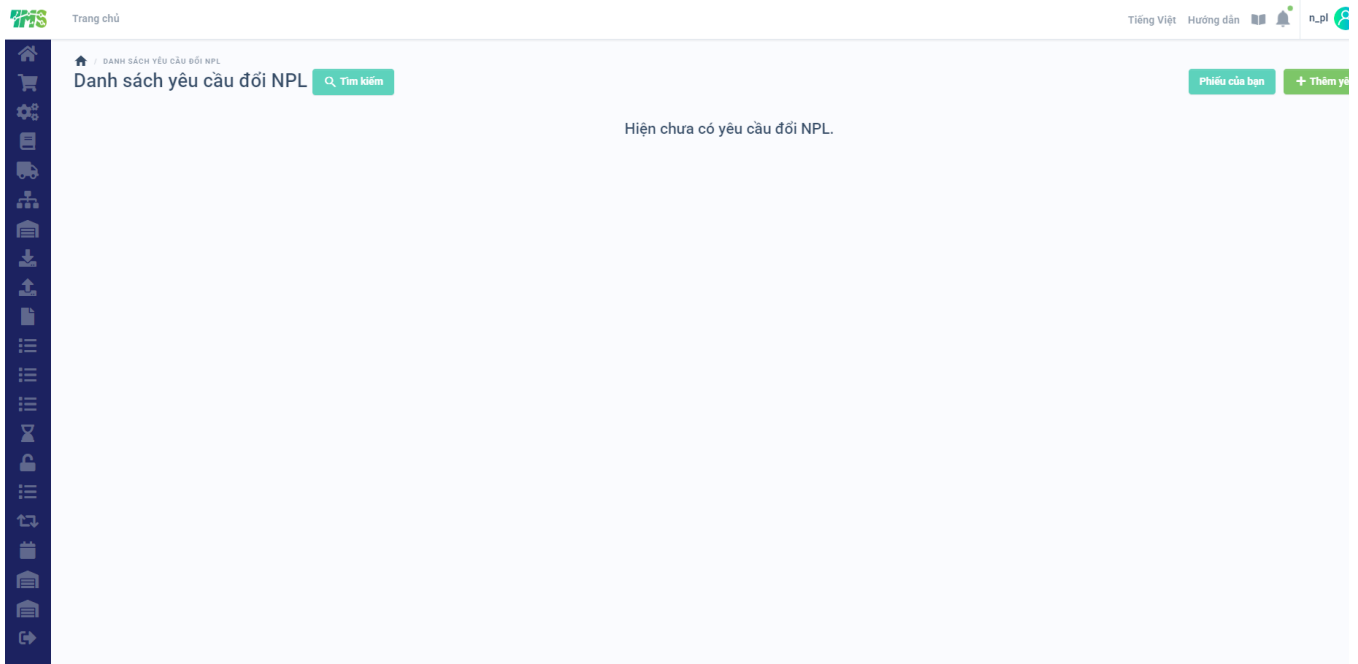 TMS
Trang chủ
Tiếng Việt Hướng dẫn
n_pl
/ DANH SÁCH YÊU CẦU ĐỔI NPL
Danh sách yêu cầu đổi NPL
Tìm kiếm
Phiếu của bạn
+ Thêm
Hiện chưa có yêu cầu đổi NPL.